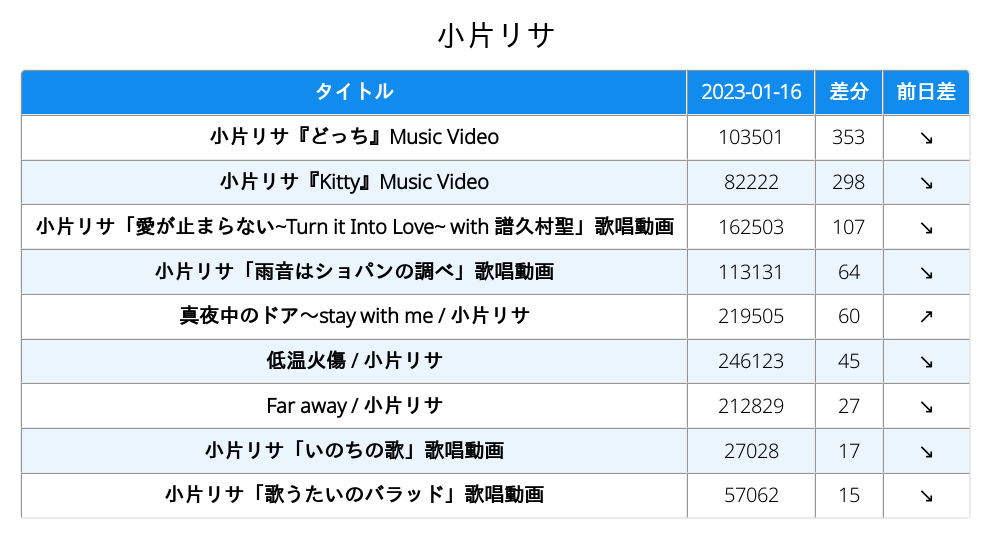 小片リサ
タイトル 2023-01-16 差分 前日差
小片リサ『どっち』Music Video 103501 353 ↘
小片リサ『Kitty』Music Video 82222 298 ↘
小片リサ「愛が止まらない~Turn it Into Love~ with 譜久村聖」歌唱動画 162503 107 ↘
小片リサ「雨音はショパンの調べ」歌唱動画 113131 64 ↘
真夜中のドア〜stay with me / 小片リサ 219505 60 ↗
低温火傷 / 小片リサ 246123 45 ↘
Far away / 小片リサ 212829 27 ↘
小片リサ「いのちの歌」歌唱動画 27028 17 ↘
小片リサ「歌うたいのバラッド」歌唱動画 57062 15 ↘